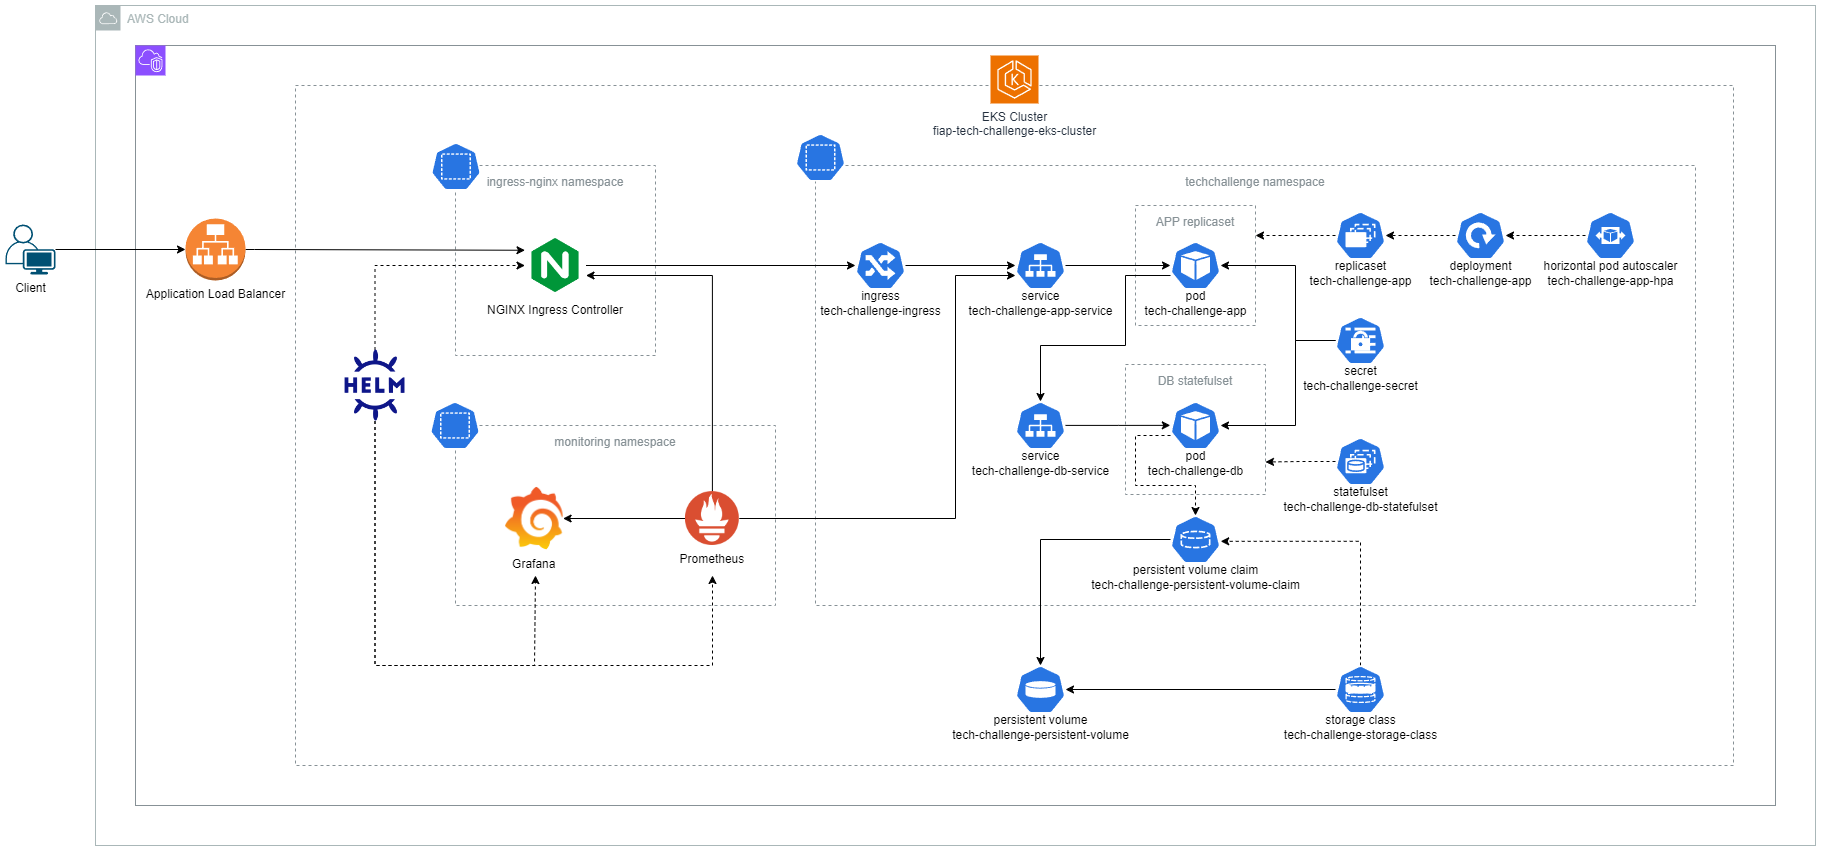 AWS Cloud
EKS Cluster
fiap-tech-challenge-eks-cluster
ingress-nginx namespace
techchallenge namespace
APP replicaset
Client
Application Load Balancer
NGINX Ingress Controller
ingress
tech-challenge-ingress
service
tech-challenge-app-service
pod
tech-challenge-app
replicaset
tech-challenge-app
deployment
tech-challenge-app
horizontal pod autoscaler
tech-challenge-app-hpa
HELM
secret
tech-challenge-secret
DB statefulset
monitoring namespace
service
tech-challenge-db-service
pod
tech-challenge-db
statefulset
tech-challenge-db-statefulset
Grafana
Prometheus
persistent volume claim
tech-challenge-persistent-volume-claim
persistent volume
tech-challenge-persistent-volume
storage class
tech-challenge-storage-class